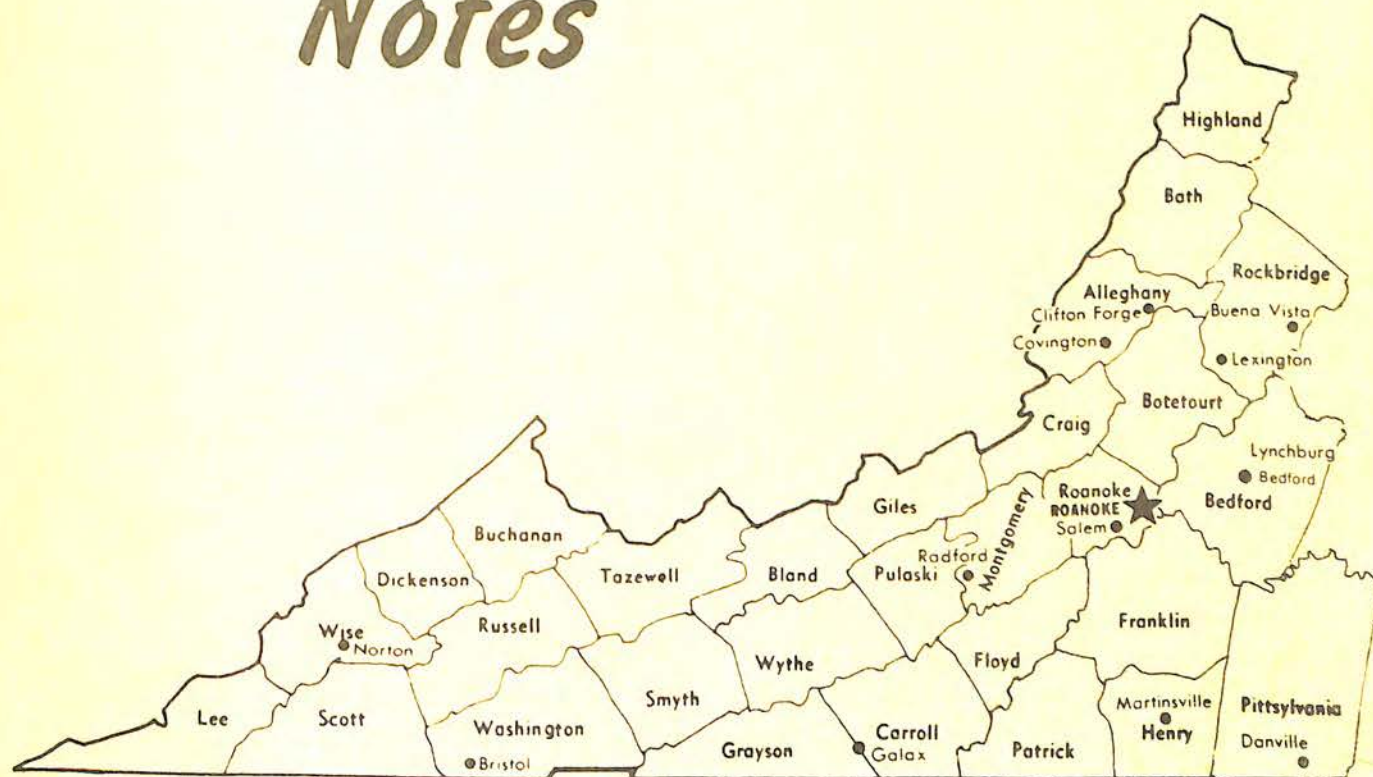 Notes
Highland
Bath
Rockbridge
Alleghany
Clifton Forge
Buena Vista
Covington
Lexington
Botetourt
Craig
Lynchburg
Bedford
Bedford
Roanoke
ROANOKE
Salem
Giles
Montgomery
Radford
Pulaski
Buchanan
Dickenson
Tazewell
Bland
Franklin
Russell
Wise
Norton
Wythe
Floyd
Smyth
Lee
Scott
Washington
Bristol
Grayson
Carroll
Galax
Patrick
Martinsville
Henry
Pittsylvania
Danville